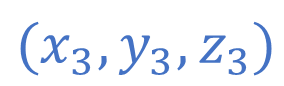 (x₃, y₃, z₃)